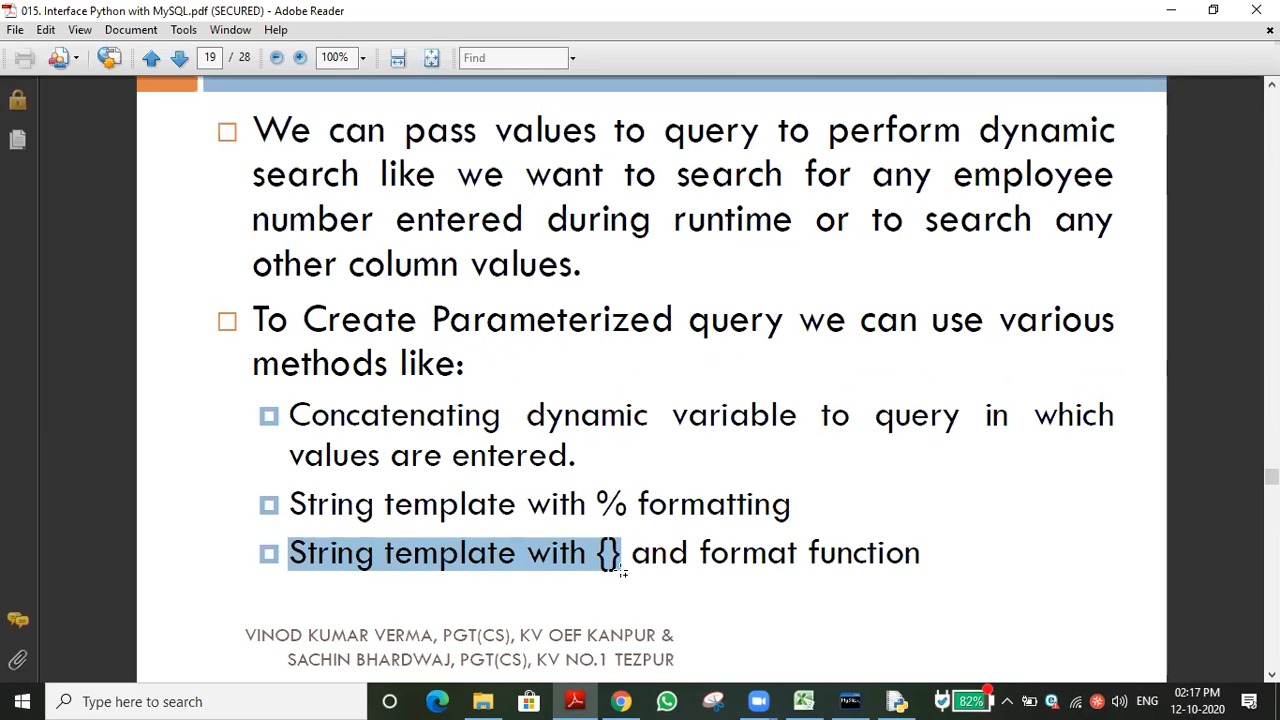 015. Interface Python with MySQL.pdf (SECURED) - Adobe Reader
File Edit View Document Tools Window Help
19 / 28 100% Find
We can pass values to query to perform dynamic
search like we want to search for any employee
number entered during runtime or to search any
other column values.
To Create Parameterized query we can use various
methods like:
Concatenating dynamic variable to query in which
values are entered.
String template with % formatting
String template with {} and format function
VINOD KUMAR VERMA, PGT(CS), KV OEF KANPUR &
SACHIN BHARDWAJ, PGT(CS), KV NO.1 TEZPUR
Type here to search
82%
ENG
02:17 PM
12-10-2020